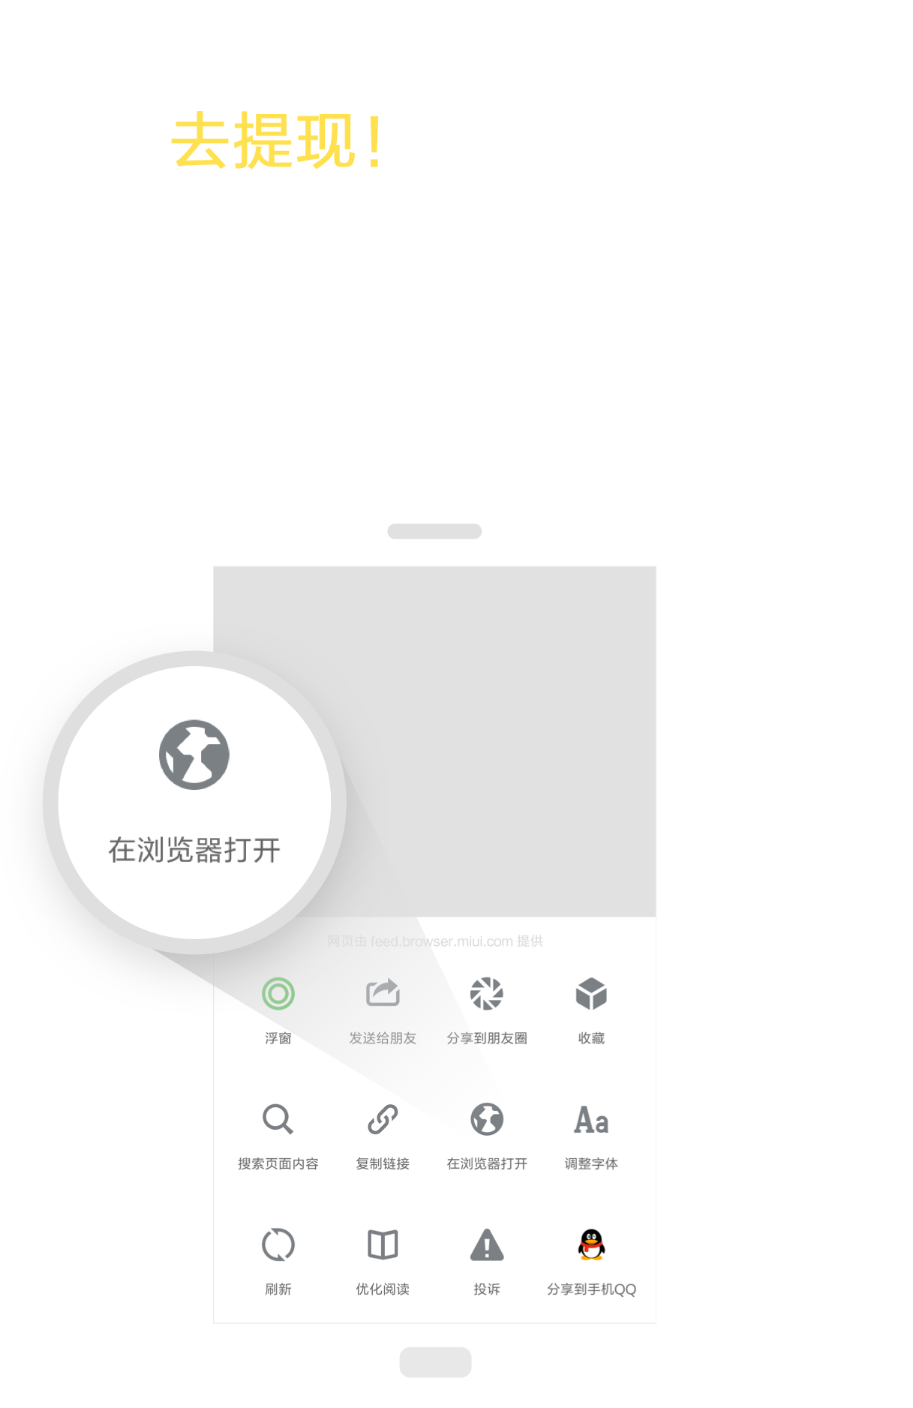 去提现！
在浏览器打开
网页由 feed.browser.miui.com 提供
浮窗 发送给朋友 分享到朋友圈 收藏
搜索页面内容 复制链接 在浏览器打开 调整字体
Aa
刷新 优化阅读 投诉 分享到手机QQ